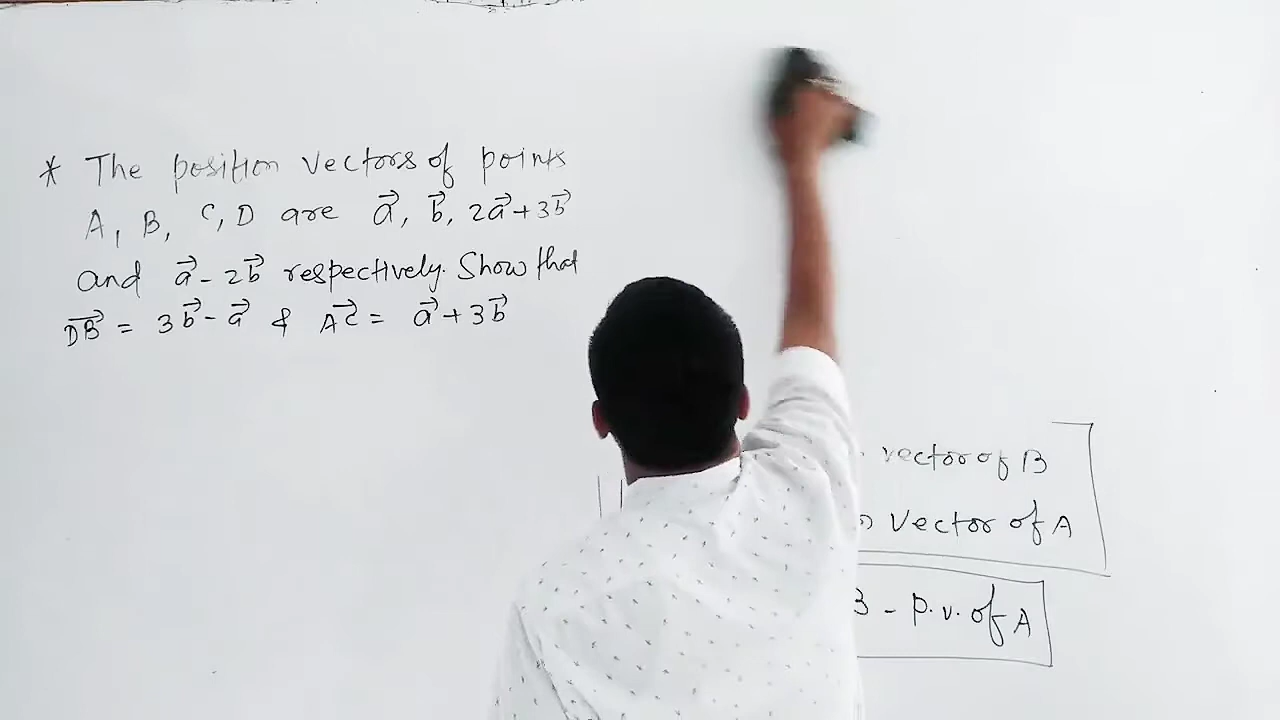 * The position vectors of points
A, B, C, D are a⃗, b⃗, 2a⃗+3b⃗
and a⃗-2b⃗ respectively. Show that
DB⃗ = 3b⃗-a⃗ & AC⃗ = a⃗+3b⃗
vector of B
Vector of A
- P.v. of A